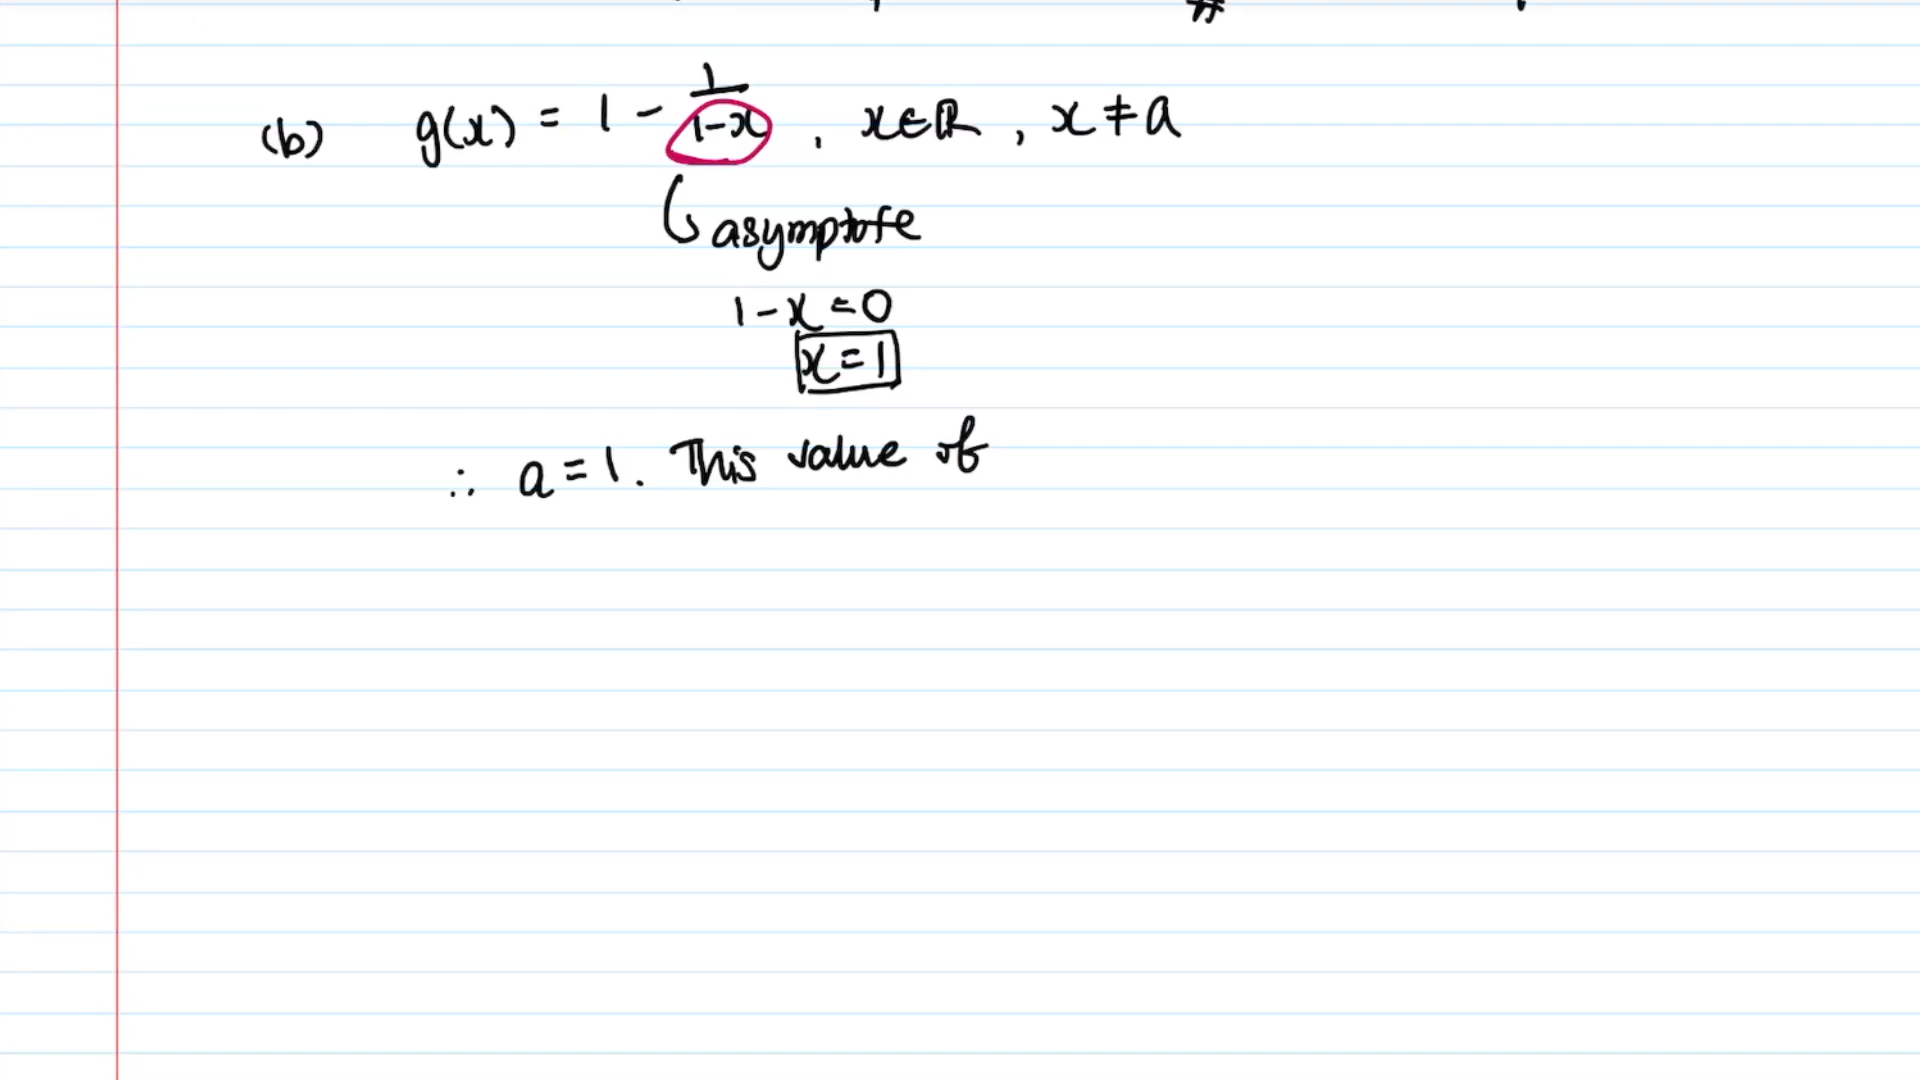 (b) g(x) = 1 - 1/(1-x) , x∈ℝ , x ≠ a
asymptote
1 - x = 0
x = 1
∴ a = 1. This value of